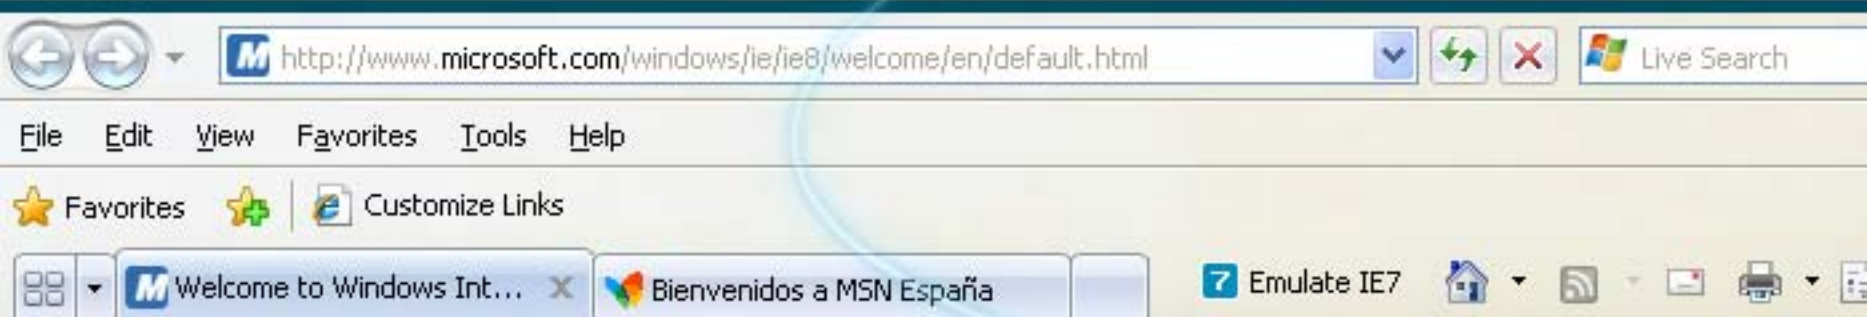 http://www.microsoft.com/windows/ie/ie8/welcome/en/default.html Live Search
File Edit View Favorites Tools Help
Favorites Customize Links
Welcome to Windows Int... Bienvenidos a MSN España 7 Emulate IE7